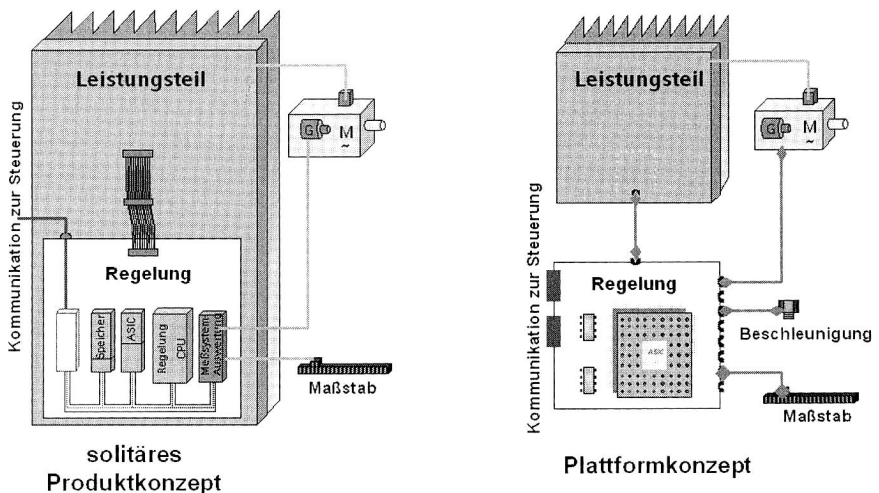 Leistungsteil
G
M
~
Kommunikation zur Steuerung
Regelung
Speicher
ASIC
Regelung
CPU
Meßsystem-
Auswertung
Maßstab
solitäres
Produktkonzept
Leistungsteil
G
M
~
Kommunikation zur Steuerung
Regelung
ASIC
Beschleunigung
Maßstab
Plattformkonzept